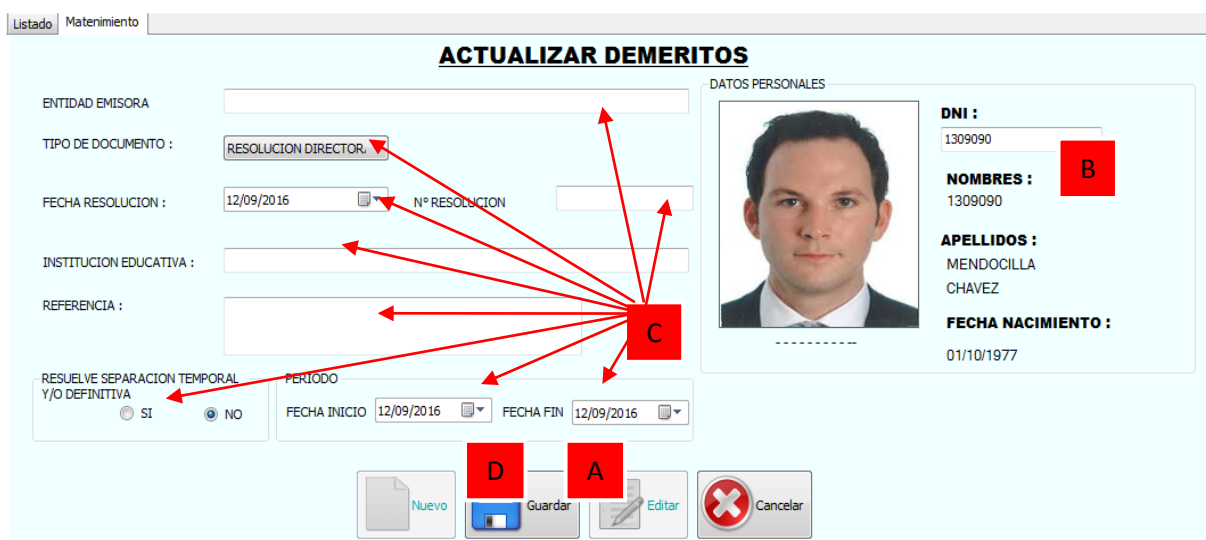 Listado Matenimiento
ACTUALIZAR DEMERITOS
ENTIDAD EMISORA
TIPO DE DOCUMENTO :
RESOLUCION DIRECTOR
FECHA RESOLUCION :
12/09/2016
Nº RESOLUCION
INSTITUCION EDUCATIVA :
REFERENCIA :
C
RESUELVE SEPARACION TEMPORAL
Y/O DEFINITIVA
SI
NO
PERIODO
FECHA INICIO 12/09/2016
FECHA FIN 12/09/2016
DATOS PERSONALES
DNI :
1309090
B
NOMBRES :
1309090
APELLIDOS :
MENDOCILLA
CHAVEZ
FECHA NACIMIENTO :
01/10/1977
D
A
Nuevo
Guardar
Editar
Cancelar